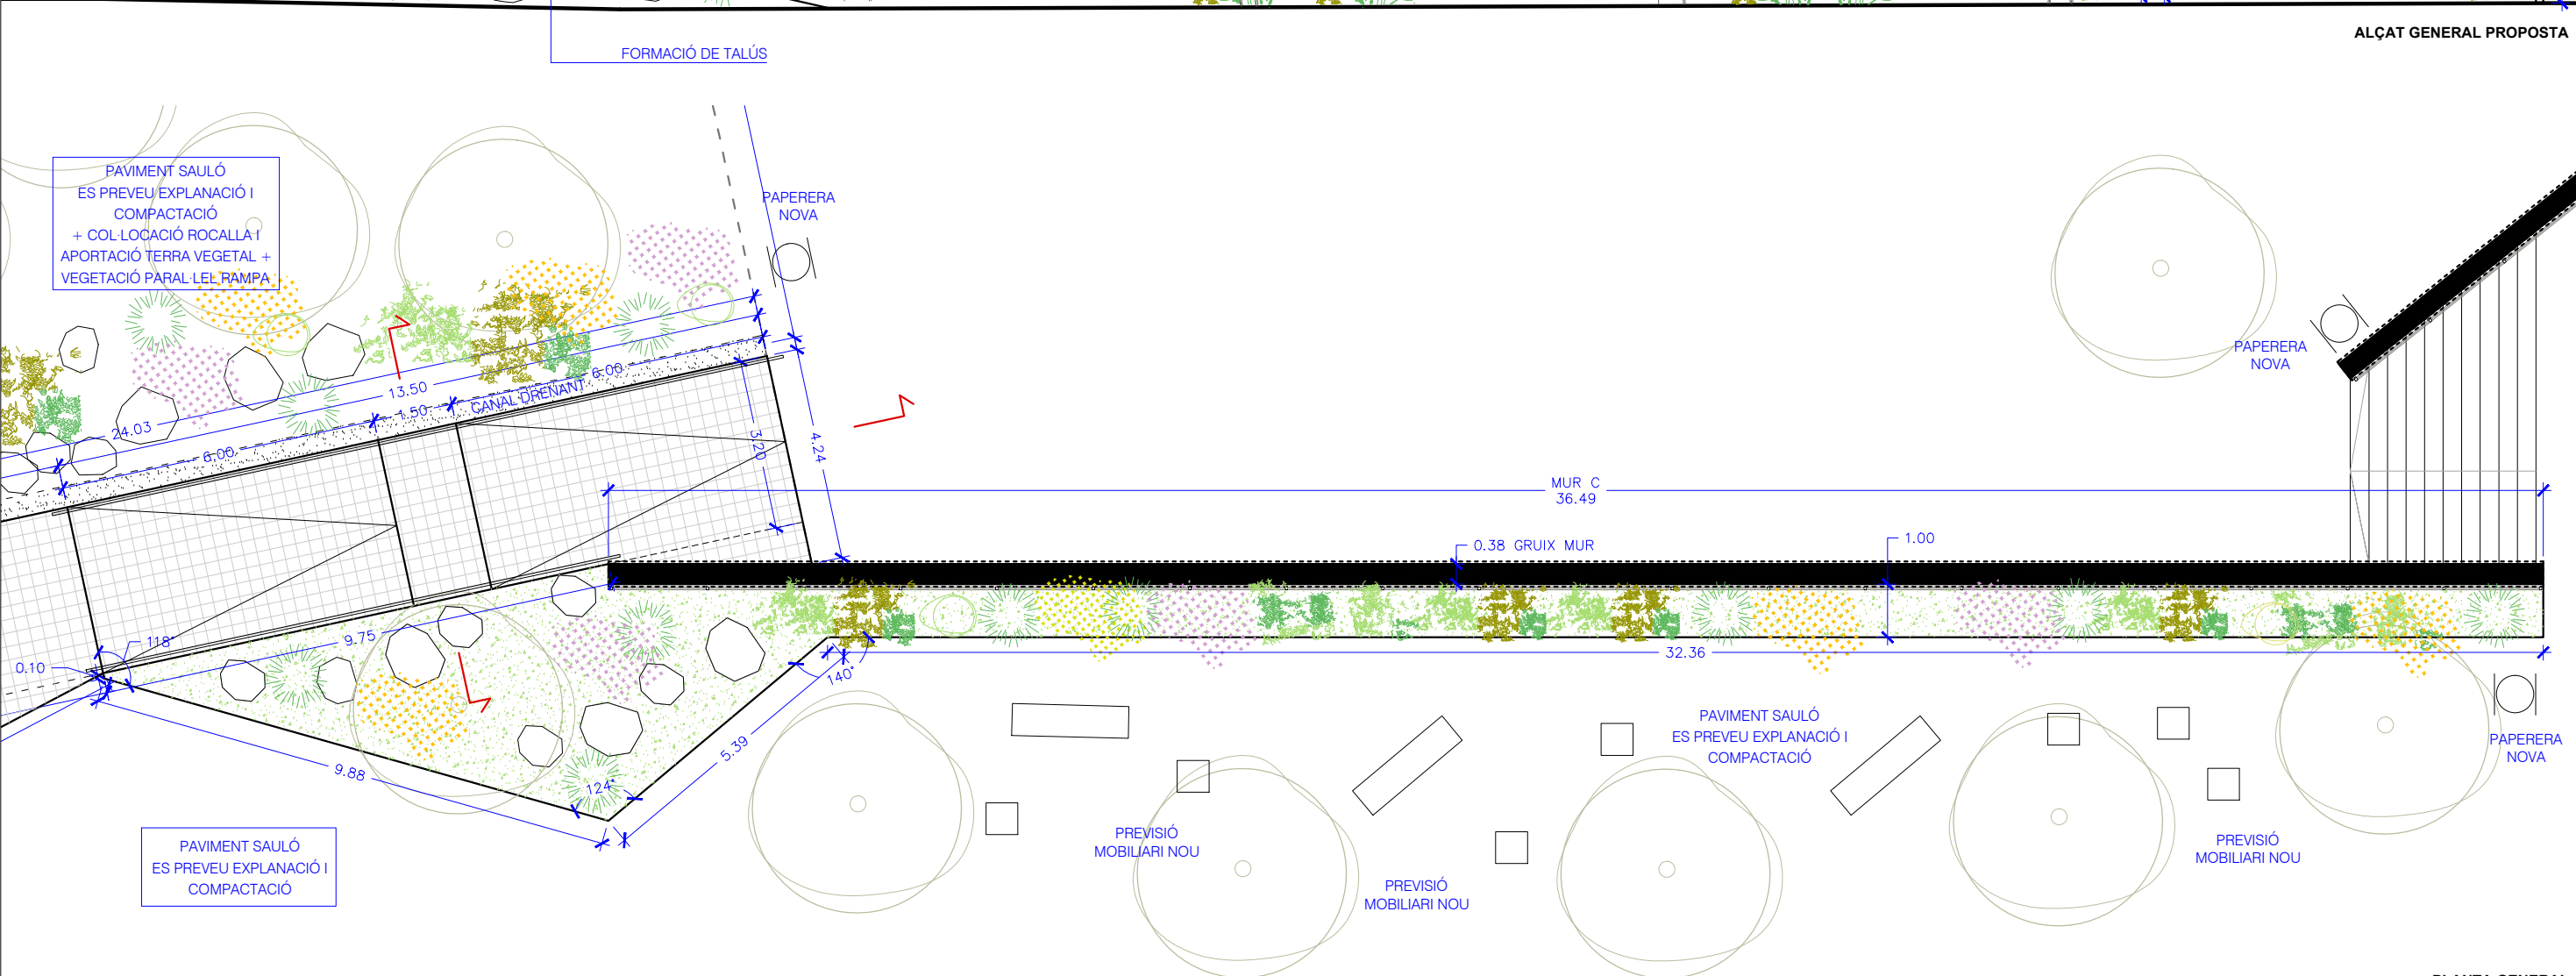 ALÇAT GENERAL PROPOSTA
FORMACIÓ DE TALÚS
PAVIMENT SAULÓ
ES PREVEU EXPLANACIÓ I
COMPACTACIÓ
+ COL·LOCACIÓ ROCALLA I
APORTACIÓ TERRA VEGETAL +
VEGETACIÓ PARAL·LEL RAMPA
PAPERERA
NOVA
PAPERERA
NOVA
13.50
6.00
1.50
CANAL DRENANT
24.03
6.00
3.20
4.24
MUR C
36.49
0.38 GRUIX MUR
1.00
118°
9.75
0.10
32.36
140°
5.39
9.88
124°
PAVIMENT SAULÓ
ES PREVEU EXPLANACIÓ I
COMPACTACIÓ
PAPERERA
NOVA
PREVISIÓ
MOBILIARI NOU
PREVISIÓ
MOBILIARI NOU
PREVISIÓ
MOBILIARI NOU
PAVIMENT SAULÓ
ES PREVEU EXPLANACIÓ I
COMPACTACIÓ